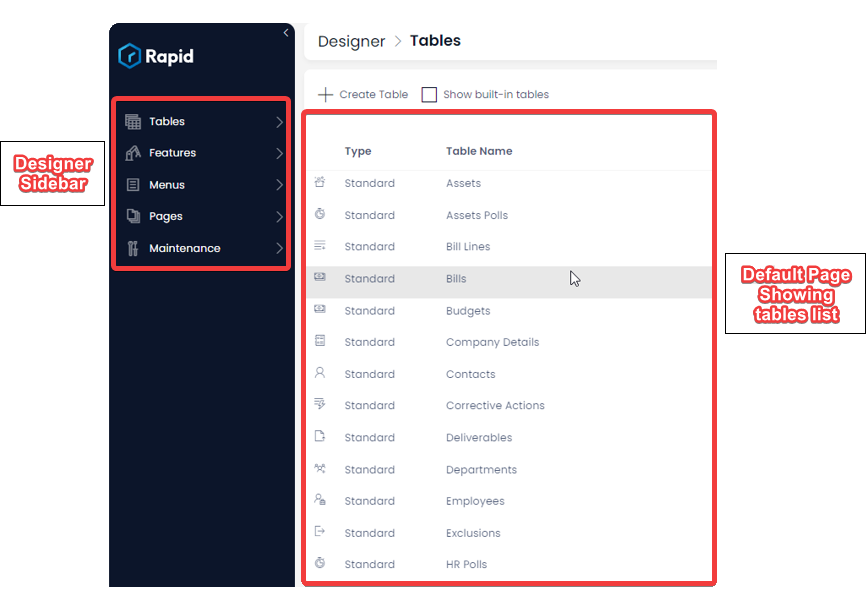 Rapid
Designer > Tables
Create Table
Show built-in tables
Tables
Features
Menus
Pages
Maintenance
Designer
Sidebar
Type Table Name
Standard Assets
Standard Assets Polls
Standard Bill Lines
Standard Bills
Standard Budgets
Standard Company Details
Standard Contacts
Standard Corrective Actions
Standard Deliverables
Standard Departments
Standard Employees
Standard Exclusions
Standard HR Polls
Default Page
Showing
tables list